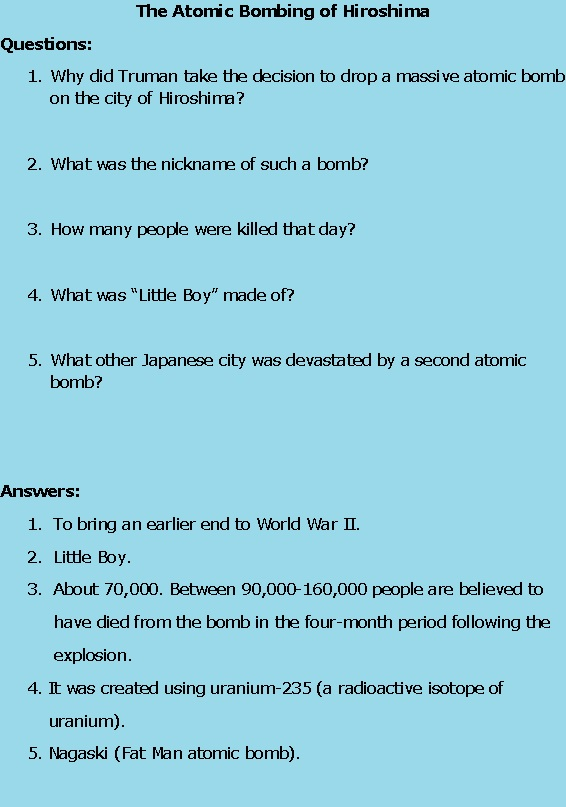 The Atomic Bombing of Hiroshima
Questions:
1. Why did Truman take the decision to drop a massive atomic bomb
on the city of Hiroshima?
2. What was the nickname of such a bomb?
3. How many people were killed that day?
4. What was “Little Boy” made of?
5. What other Japanese city was devastated by a second atomic
bomb?
Answers:
1. To bring an earlier end to World War II.
2. Little Boy.
3. About 70,000. Between 90,000-160,000 people are believed to
have died from the bomb in the four-month period following the
explosion.
4. It was created using uranium-235 (a radioactive isotope of
uranium).
5. Nagaski (Fat Man atomic bomb).